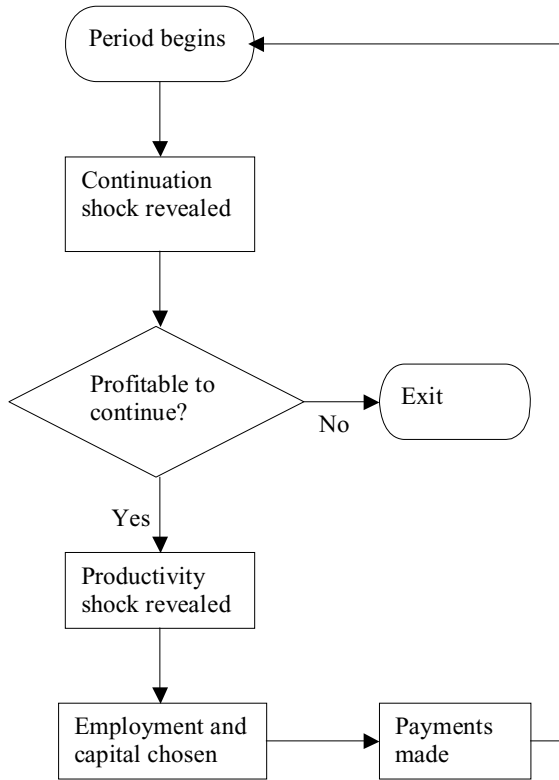 Period begins
Continuation
shock revealed
Profitable to
continue?
No
Exit
Yes
Productivity
shock revealed
Employment and
capital chosen
Payments
made